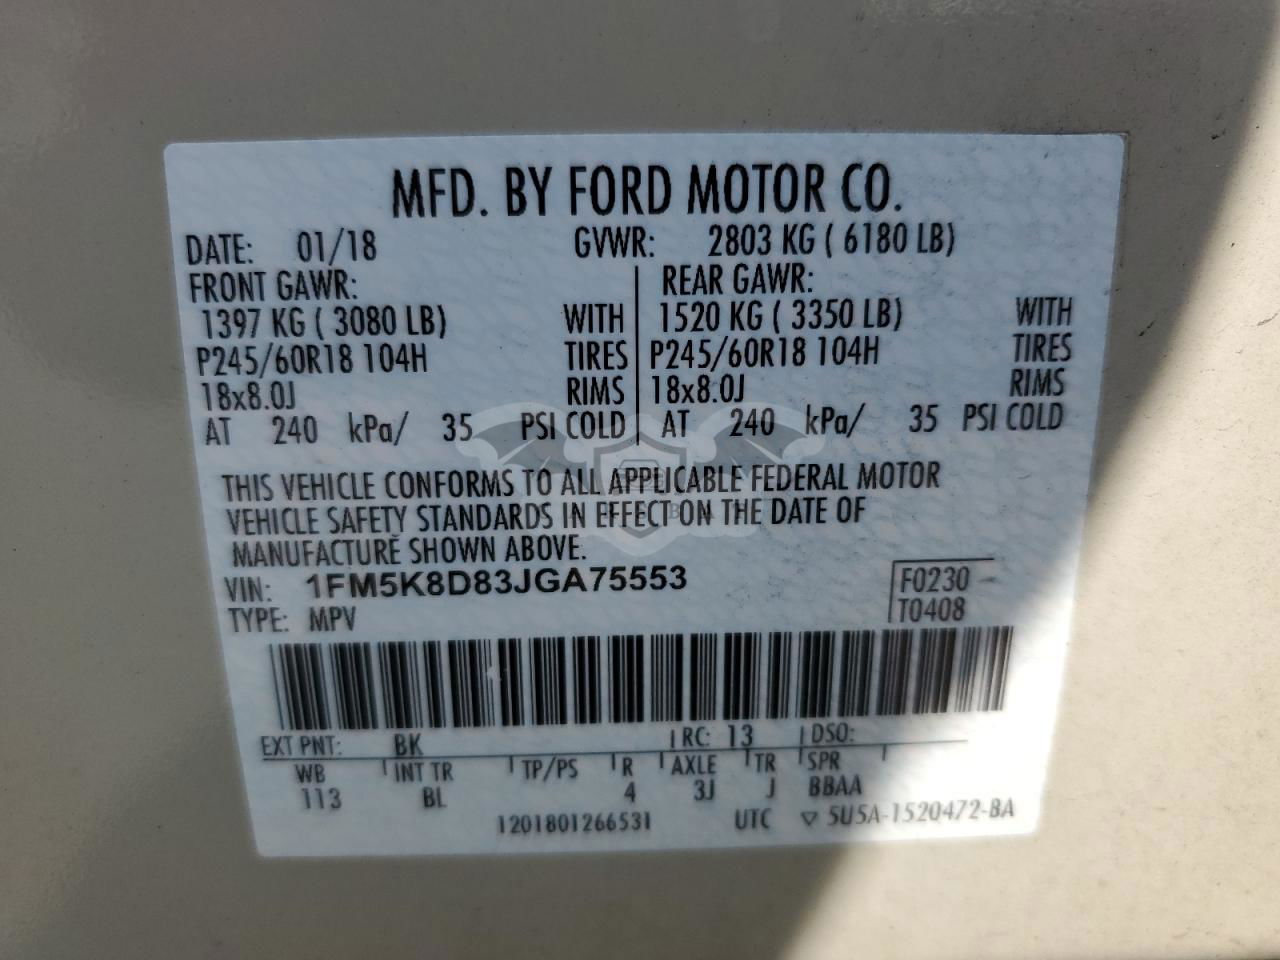 MFD. BY FORD MOTOR CO.
DATE: 01/18 GVWR: 2803 KG ( 6180 LB)
FRONT GAWR: REAR GAWR:
1397 KG ( 3080 LB) WITH 1520 KG ( 3350 LB) WITH
P245/60R18 104H TIRES P245/60R18 104H TIRES
18x8.0J RIMS 18x8.0J RIMS
AT 240 kPa/ 35 PSI COLD AT 240 kPa/ 35 PSI COLD
THIS VEHICLE CONFORMS TO ALL APPLICABLE FEDERAL MOTOR
VEHICLE SAFETY STANDARDS IN EFFECT ON THE DATE OF
MANUFACTURE SHOWN ABOVE.
VIN: 1FM5K8D83JGA75553 F0230
TYPE: MPV T0408
EXT PNT: BK RC: 13 DSO:
WB INT TR TP/PS R AXLE TR SPR
113 BL 4 3J J BBAA
1201801266531 UTC ▽ 5U5A-1520472-BA